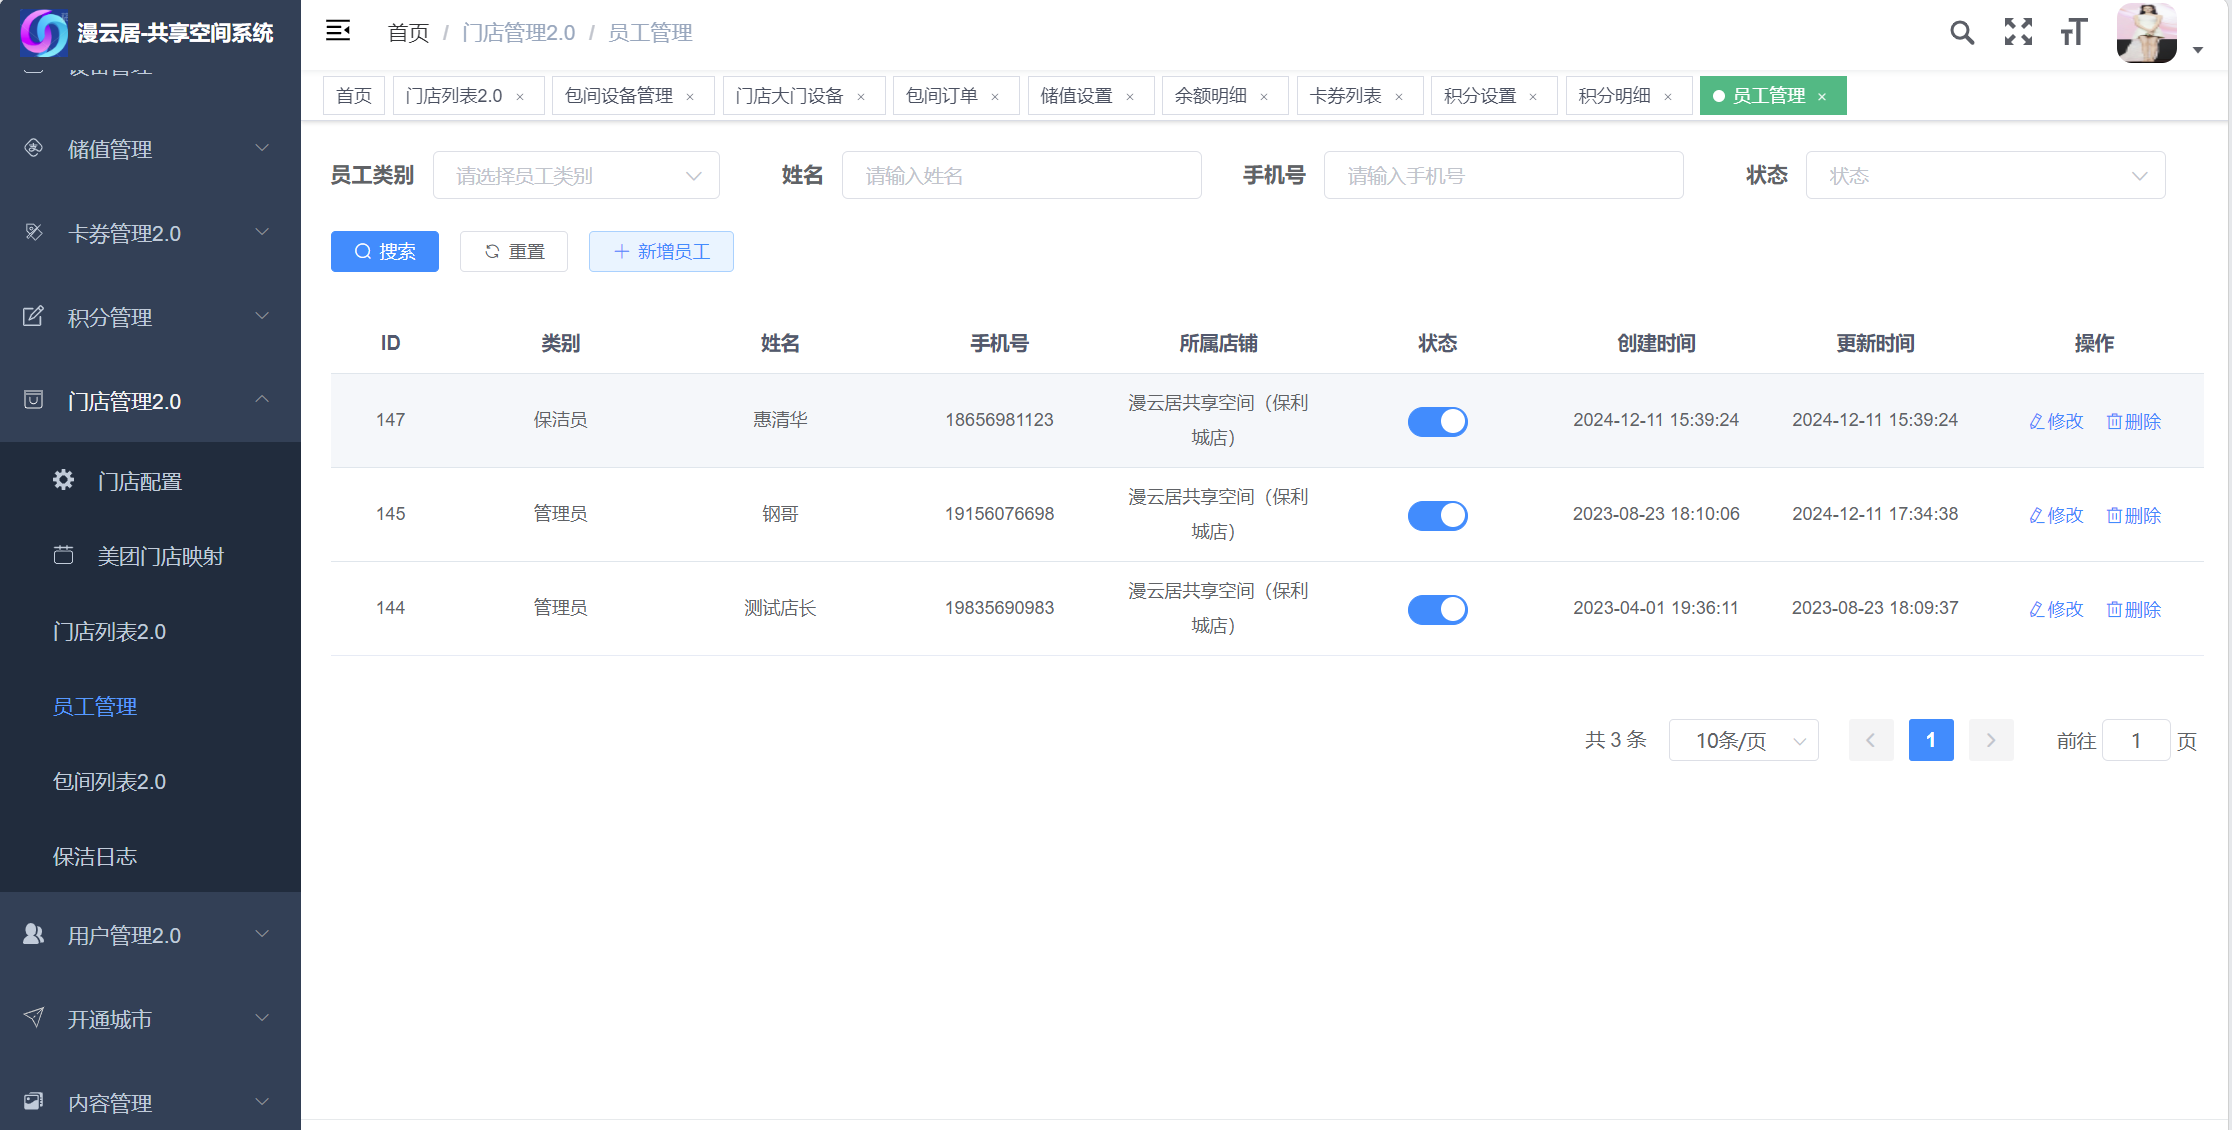 漫云居-共享空间系统
设备管理
储值管理
卡券管理2.0
积分管理
门店管理2.0
门店配置
美团门店映射
门店列表2.0
员工管理
包间列表2.0
保洁日志
用户管理2.0
开通城市
内容管理
首页 / 门店管理2.0 / 员工管理
首页 门店列表2.0 × 包间设备管理 × 门店大门设备 × 包间订单 × 储值设置 × 余额明细 × 卡券列表 × 积分设置 × 积分明细 × 员工管理 ×
员工类别 请选择员工类别 姓名 请输入姓名 手机号 请输入手机号 状态 状态
搜索 重置 新增员工
ID 类别 姓名 手机号 所属店铺 状态 创建时间 更新时间 操作
147 保洁员 惠清华 18656981123 漫云居共享空间（保利 2024-12-11 15:39:24 2024-12-11 15:39:24 修改 删除
城店）
145 管理员 钢哥 19156076698 漫云居共享空间（保利 2023-08-23 18:10:06 2024-12-11 17:34:38 修改 删除
城店）
144 管理员 测试店长 19835690983 漫云居共享空间（保利 2023-04-01 19:36:11 2023-08-23 18:09:37 修改 删除
城店）
共 3 条 10条/页 1 前往 1 页